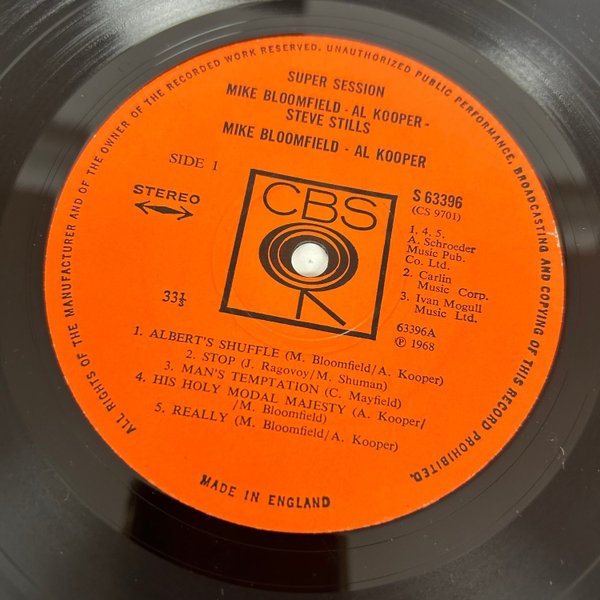 ALL RIGHTS OF THE MANUFACTURER AND OF THE OWNER OF THE RECORDED WORK RESERVED. UNAUTHORIZED PUBLIC PERFORMANCE, BROADCASTING AND COPYING OF THIS RECORD PROHIBITED.
SUPER SESSION
MIKE BLOOMFIELD - AL KOOPER -
STEVE STILLS
MIKE BLOOMFIELD - AL KOOPER
SIDE 1
STEREO
CBS
S 63396
(CS 9701)
1, 4, 5.
A. Schroeder
Music Pub.
Co. Ltd.
2. Carlin
Music Corp.
3. Ivan Mogull
Music Ltd.
33⅓
63396A
℗ 1968
1. ALBERT'S SHUFFLE (M. Bloomfield/A. Kooper)
2. STOP (J. Ragovoy/M. Shuman)
3. MAN'S TEMPTATION (C. Mayfield)
4. HIS HOLY MODAL MAJESTY (A. Kooper/
/M. Bloomfield)
5. REALLY (M. Bloomfield/A. Kooper)
MADE IN ENGLAND